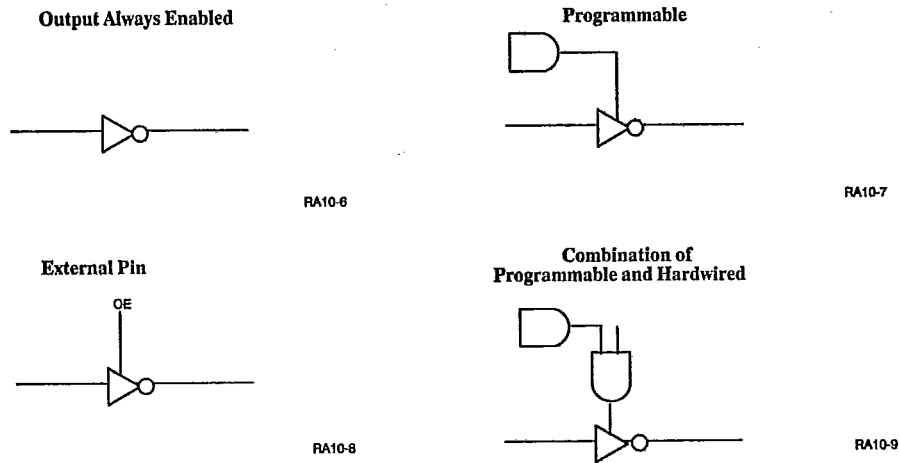 Output Always Enabled
RA10-6
Programmable
RA10-7
External Pin
OE
RA10-8
Combination of
Programmable and Hardwired
RA10-9